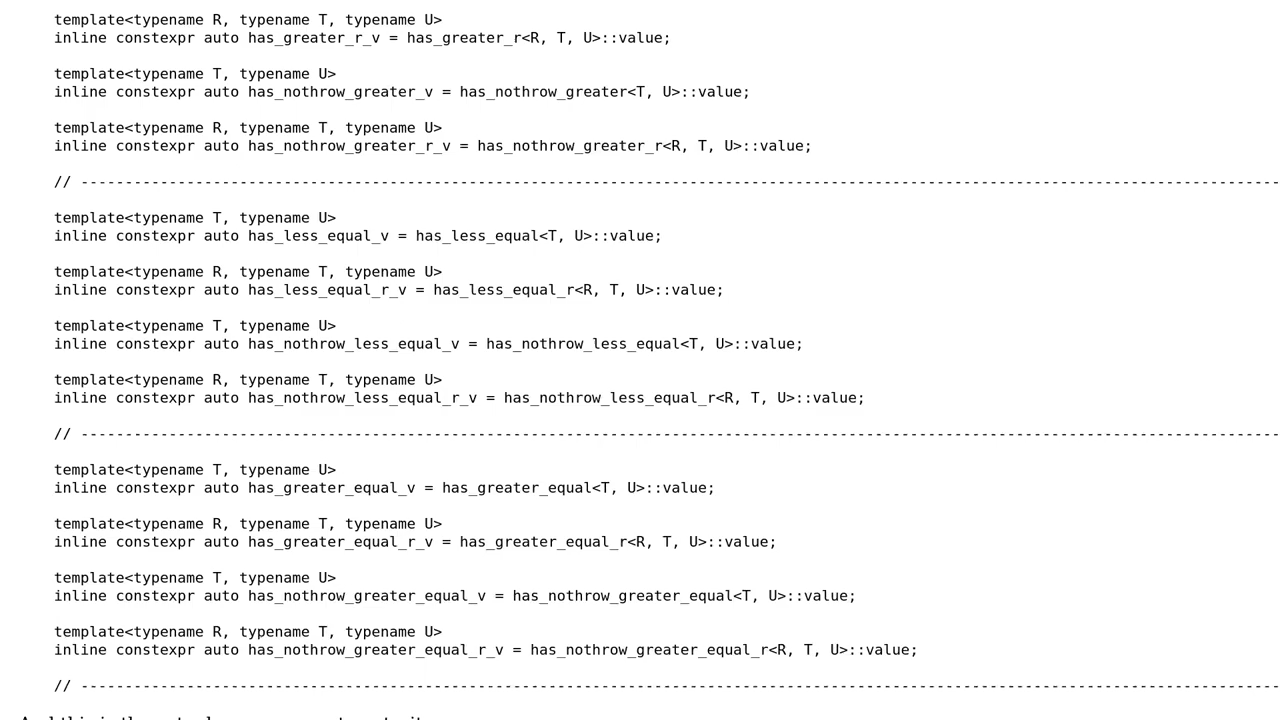 template<typename R, typename T, typename U>
inline constexpr auto has_greater_r_v = has_greater_r<R, T, U>::value;
template<typename T, typename U>
inline constexpr auto has_nothrow_greater_v = has_nothrow_greater<T, U>::value;
template<typename R, typename T, typename U>
inline constexpr auto has_nothrow_greater_r_v = has_nothrow_greater_r<R, T, U>::value;
// ----------------------------------------------------------------------------------------------------------------------------------------
template<typename T, typename U>
inline constexpr auto has_less_equal_v = has_less_equal<T, U>::value;
template<typename R, typename T, typename U>
inline constexpr auto has_less_equal_r_v = has_less_equal_r<R, T, U>::value;
template<typename T, typename U>
inline constexpr auto has_nothrow_less_equal_v = has_nothrow_less_equal<T, U>::value;
template<typename R, typename T, typename U>
inline constexpr auto has_nothrow_less_equal_r_v = has_nothrow_less_equal_r<R, T, U>::value;
// ----------------------------------------------------------------------------------------------------------------------------------------
template<typename T, typename U>
inline constexpr auto has_greater_equal_v = has_greater_equal<T, U>::value;
template<typename R, typename T, typename U>
inline constexpr auto has_greater_equal_r_v = has_greater_equal_r<R, T, U>::value;
template<typename T, typename U>
inline constexpr auto has_nothrow_greater_equal_v = has_nothrow_greater_equal<T, U>::value;
template<typename R, typename T, typename U>
inline constexpr auto has_nothrow_greater_equal_r_v = has_nothrow_greater_equal_r<R, T, U>::value;
// ----------------------------------------------------------------------------------------------------------------------------------------
And this is the